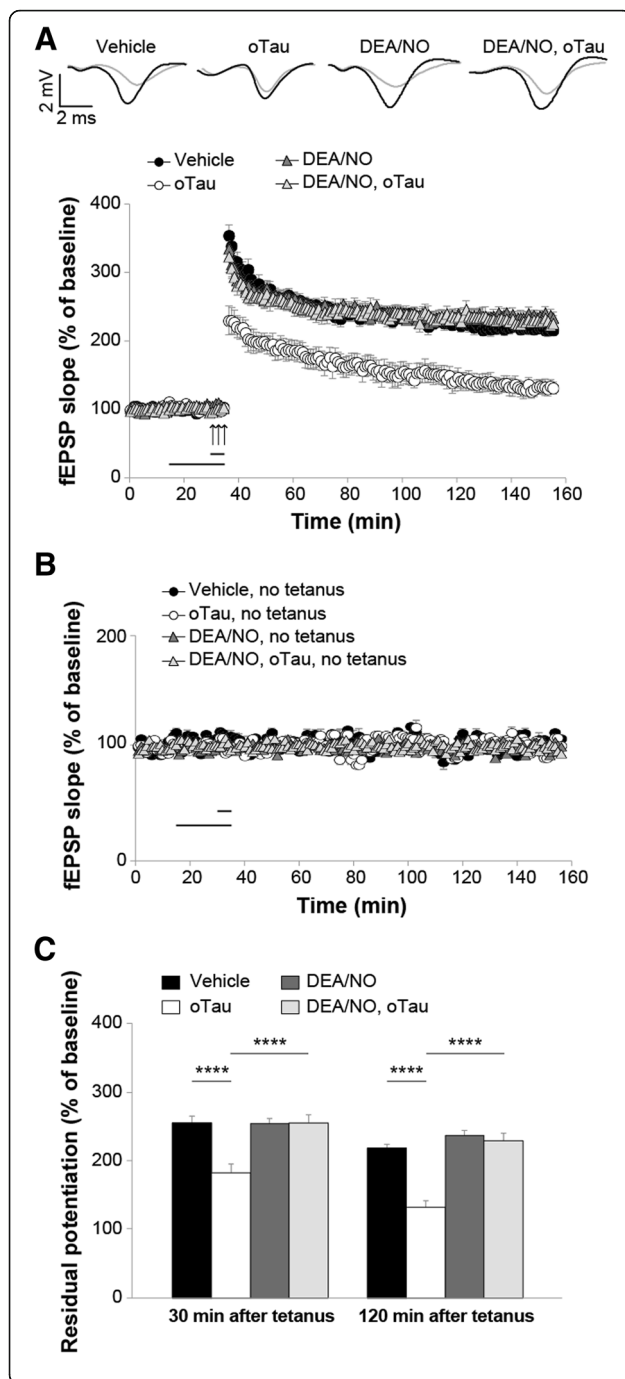 A
Vehicle oTau DEA/NO DEA/NO, oTau
2 mV
2 ms
Vehicle DEA/NO
oTau DEA/NO, oTau
fEPSP slope (% of baseline)
400
300
200
100
0
0 20 40 60 80 100 120 140 160
Time (min)
B
Vehicle, no tetanus
oTau, no tetanus
DEA/NO, no tetanus
DEA/NO, oTau, no tetanus
fEPSP slope (% of baseline)
200
100
0
0 20 40 60 80 100 120 140 160
Time (min)
C
Vehicle DEA/NO
oTau DEA/NO, oTau
Residual potentiation (% of baseline)
400
300
200
100
0
**** **** **** ****
30 min after tetanus 120 min after tetanus